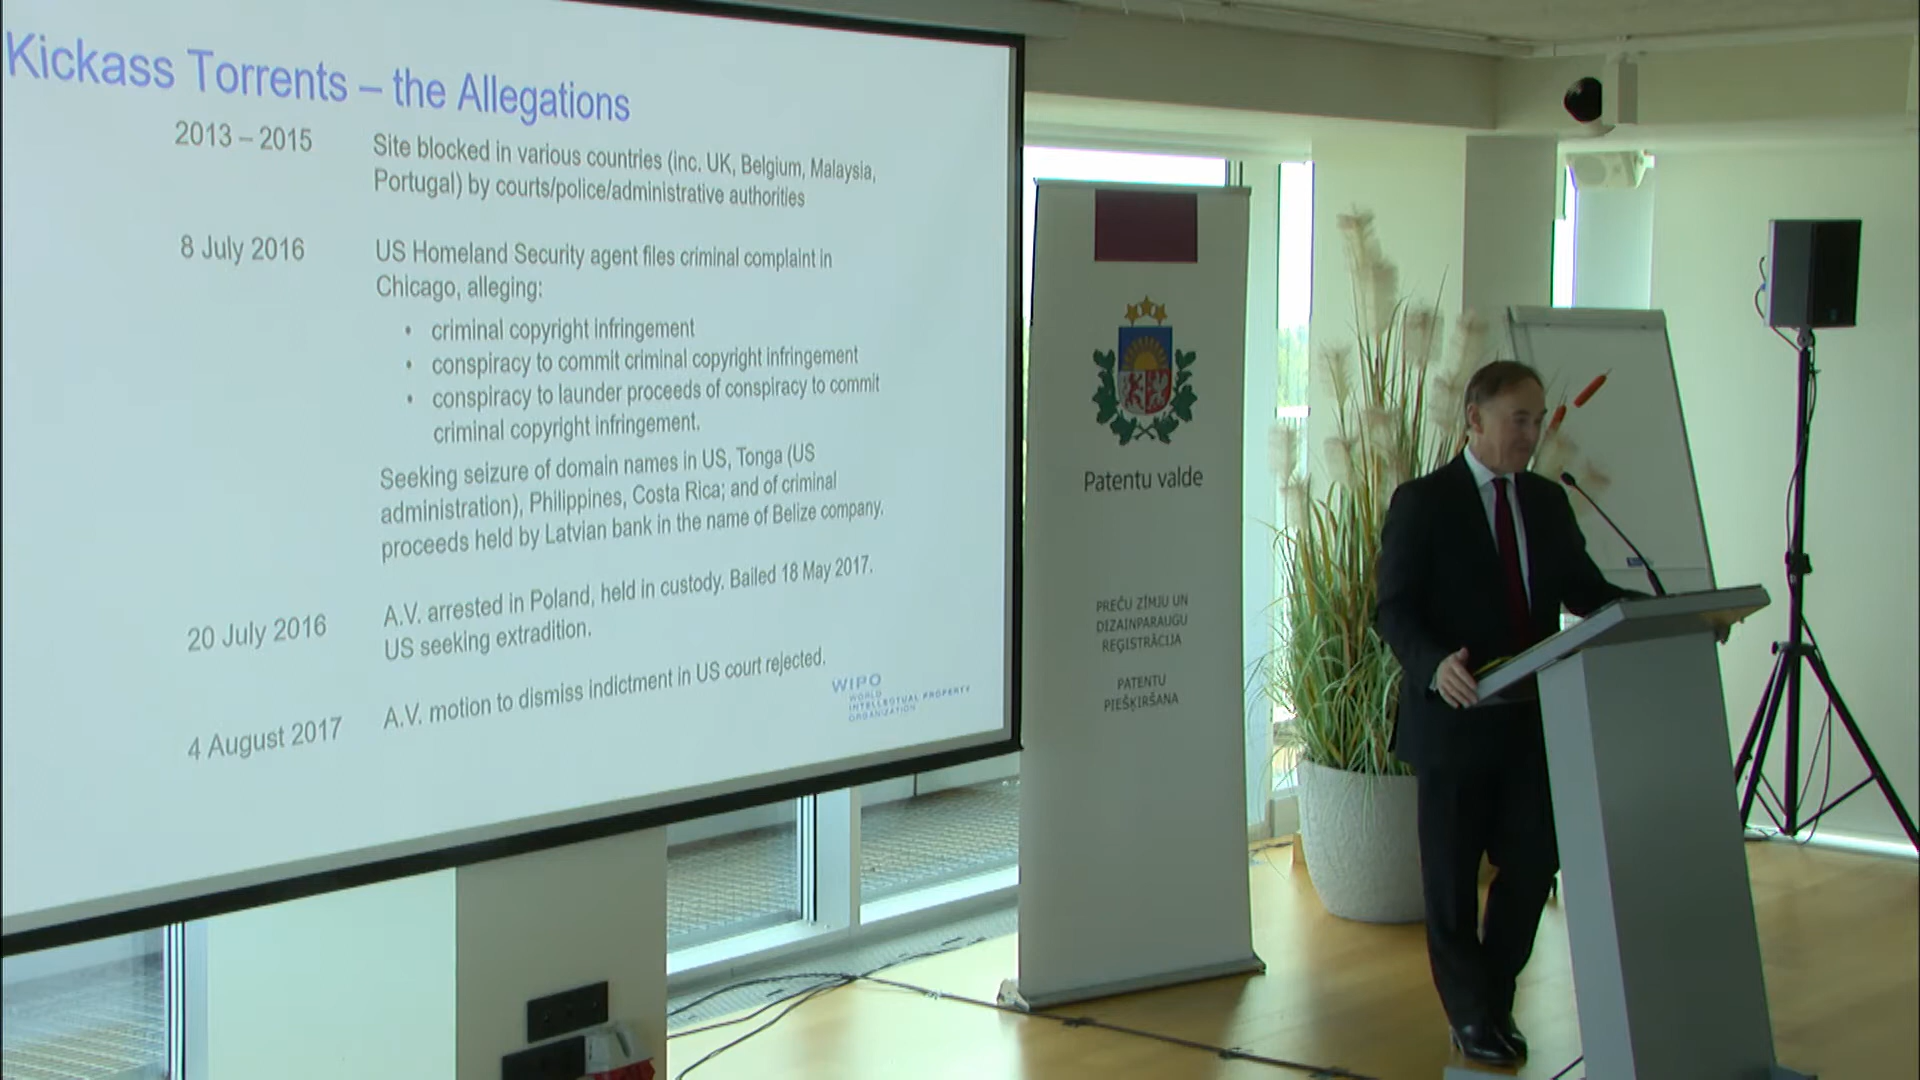 Kickass Torrents – the Allegations
2013 – 2015
Site blocked in various countries (inc. UK, Belgium, Malaysia,
Portugal) by courts/police/administrative authorities
8 July 2016
US Homeland Security agent files criminal complaint in
Chicago, alleging:
• criminal copyright infringement
• conspiracy to commit criminal copyright infringement
• conspiracy to launder proceeds of conspiracy to commit
criminal copyright infringement.
Seeking seizure of domain names in US, Tonga (US
administration), Philippines, Costa Rica; and of criminal
proceeds held by Latvian bank in the name of Belize company.
20 July 2016
A.V. arrested in Poland, held in custody. Bailed 18 May 2017.
US seeking extradition.
4 August 2017
A.V. motion to dismiss indictment in US court rejected.
WIPO
WORLD
INTELLECTUAL PROPERTY
ORGANIZATION
Patentu valde
PREČU ZĪMJU UN
DIZAINPARAUGU
REĢISTRĀCIJA
PATENTU
PIEŠĶIRŠANA